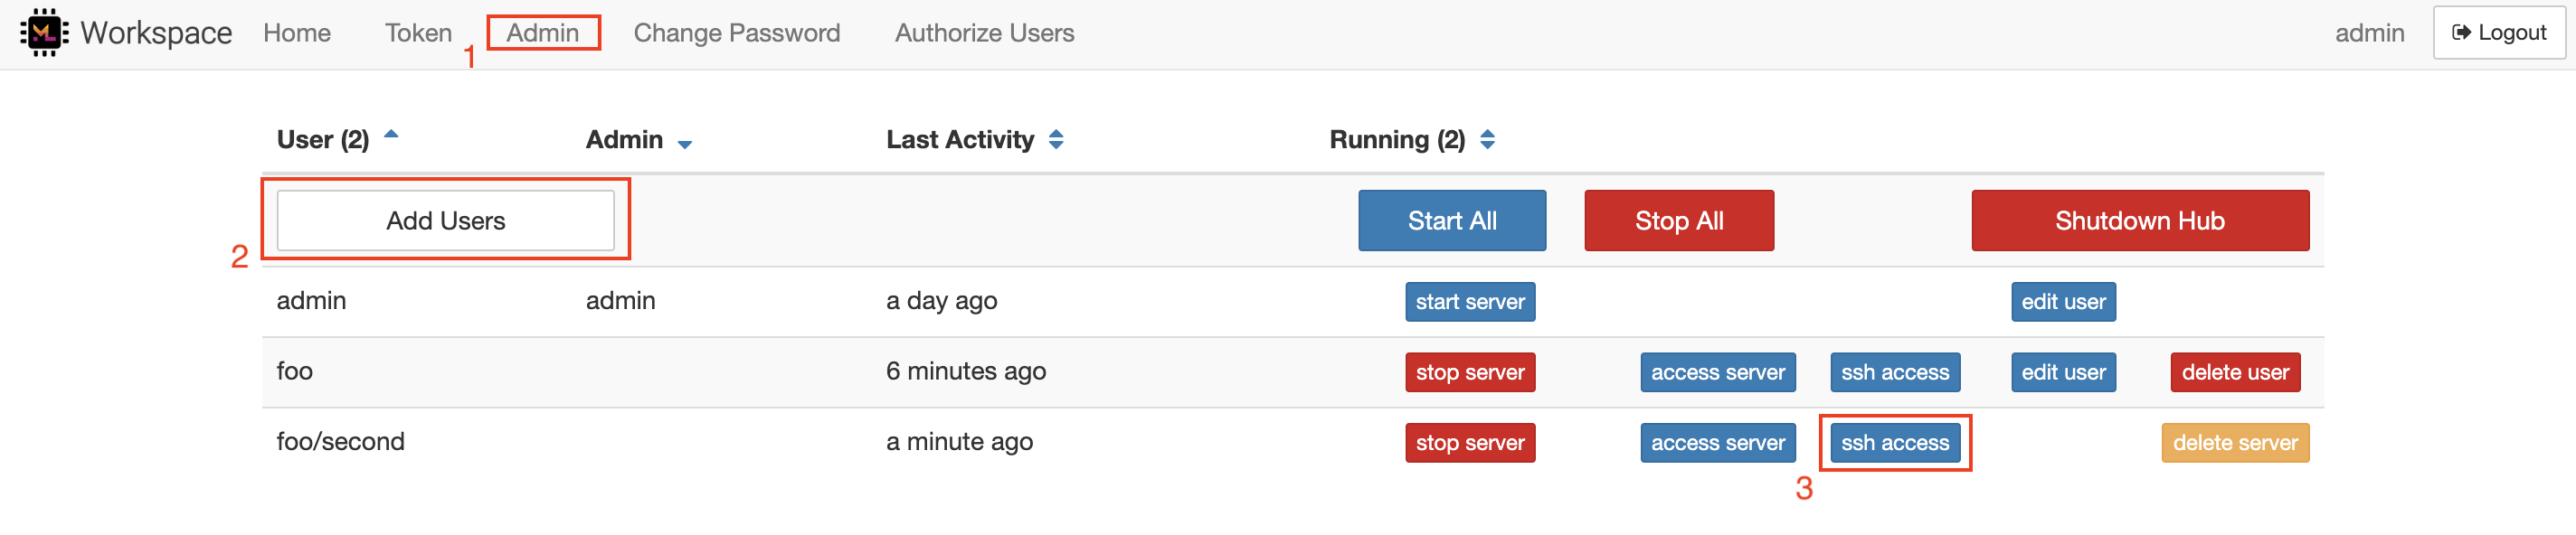 Workspace Home Token 1 Admin Change Password Authorize Users admin Logout
User (2) Admin Last Activity Running (2)
2 Add Users Start All Stop All Shutdown Hub
admin admin a day ago start server edit user
foo 6 minutes ago stop server access server ssh access edit user delete user
foo/second a minute ago stop server access server ssh access delete server
3